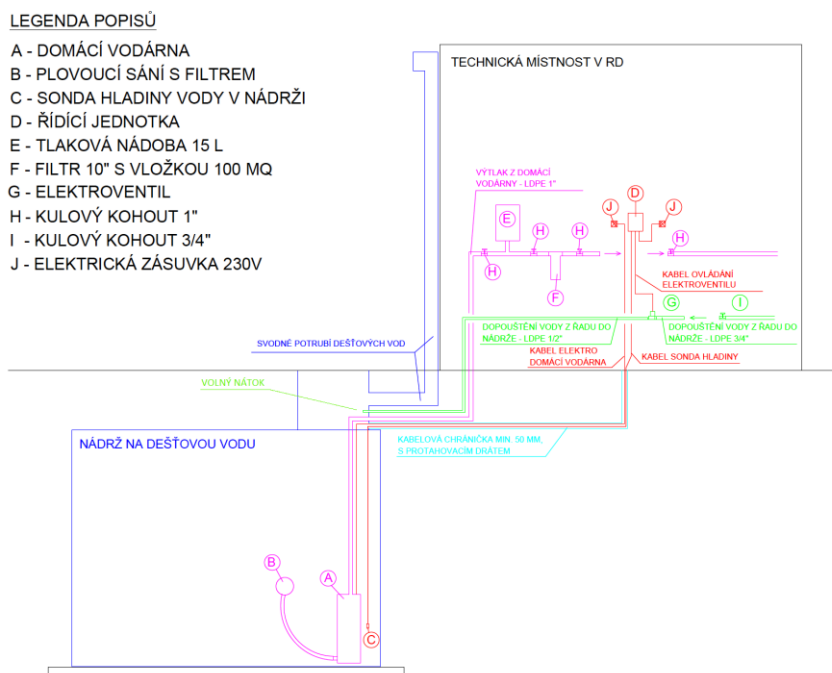 LEGENDA POPISŮ
A - DOMÁCÍ VODÁRNA
B - PLOVOUCÍ SÁNÍ S FILTREM
C - SONDA HLADINY VODY V NÁDRŽI
D - ŘÍDÍCÍ JEDNOTKA
E - TLAKOVÁ NÁDOBA 15 L
F - FILTR 10" S VLOŽKOU 100 MQ
G - ELEKTROVENTIL
H - KULOVÝ KOHOUT 1"
I - KULOVÝ KOHOUT 3/4"
J - ELEKTRICKÁ ZÁSUVKA 230V
TECHNICKÁ MÍSTNOST V RD
VÝTLAK Z DOMÁCÍ
VODÁRNY - LDPE 1"
D
J
J
E
H
H
H
H
F
KABEL OVLÁDÁNÍ
ELEKTROVENTILU
G
I
DOPOUŠTĚNÍ VODY Z ŘADU DO
NÁDRŽE - LDPE 1/2"
DOPOUŠTĚNÍ VODY Z ŘADU DO
NÁDRŽE - LDPE 3/4"
SVODNÉ POTRUBÍ DEŠŤOVÝCH VOD
KABEL ELEKTRO
DOMÁCÍ VODÁRNA
KABEL SONDA HLADINY
VOLNÝ NÁTOK
NÁDRŽ NA DEŠŤOVOU VODU
KABELOVÁ CHRÁNIČKA MIN. 50 MM,
S PROTAHOVACÍM DRÁTEM
B
A
C